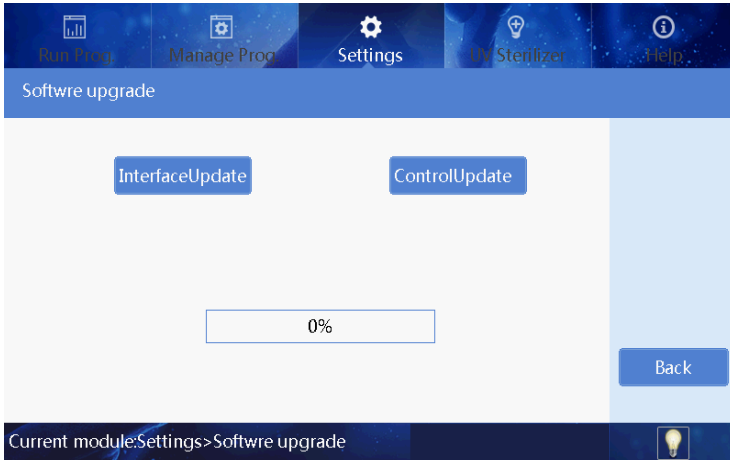 Run Prog.
Manage Prog.
Settings
UV Sterilizer
Help
Softwre upgrade
InterfaceUpdate
ControlUpdate
0%
Back
Current module:Settings>Softwre upgrade